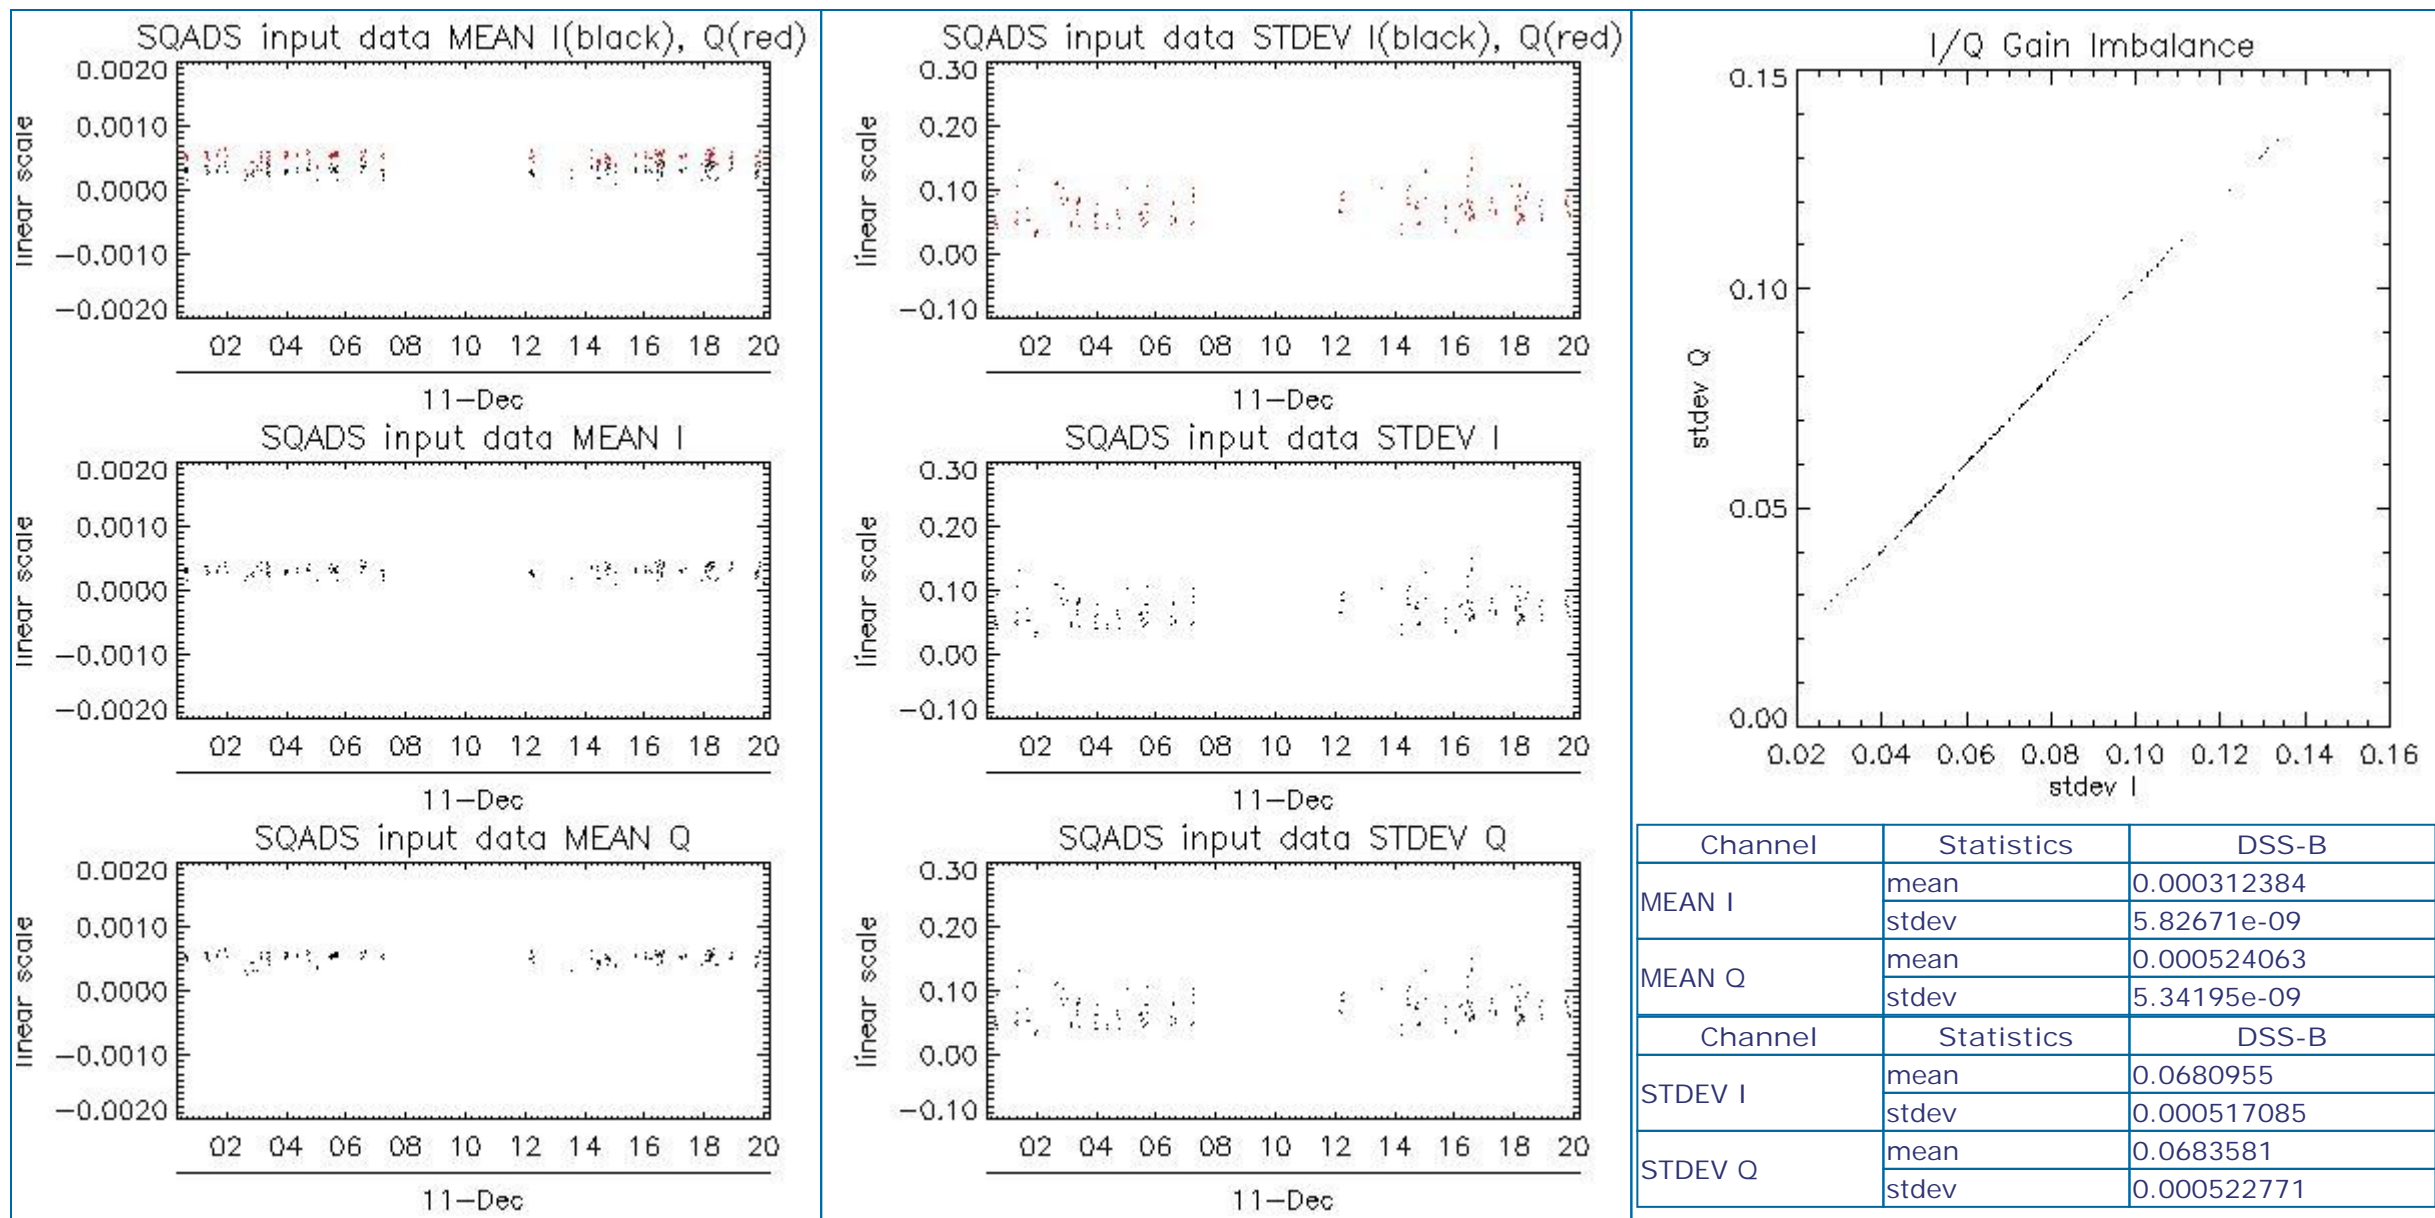 SQADS input data MEAN I(black), Q(red)
0.0020
0.0010
0.0000
−0.0010
−0.0020
linear scale
02 04 06 08 10 12 14 16 18 20
11−Dec
SQADS input data MEAN I
0.0020
0.0010
0.0000
−0.0010
−0.0020
linear scale
02 04 06 08 10 12 14 16 18 20
11−Dec
SQADS input data MEAN Q
0.0020
0.0010
0.0000
−0.0010
−0.0020
linear scale
02 04 06 08 10 12 14 16 18 20
11−Dec
SQADS input data STDEV I(black), Q(red)
0.30
0.20
0.10
0.00
−0.10
linear scale
02 04 06 08 10 12 14 16 18 20
11−Dec
SQADS input data STDEV I
0.30
0.20
0.10
0.00
−0.10
linear scale
02 04 06 08 10 12 14 16 18 20
11−Dec
SQADS input data STDEV Q
0.30
0.20
0.10
0.00
−0.10
linear scale
02 04 06 08 10 12 14 16 18 20
11−Dec
I/Q Gain Imbalance
0.15
0.10
0.05
0.00
stdev Q
0.02 0.04 0.06 0.08 0.10 0.12 0.14 0.16
stdev I
Channel Statistics DSS-B
MEAN I mean 0.000312384
stdev 5.82671e-09
MEAN Q mean 0.000524063
stdev 5.34195e-09
Channel Statistics DSS-B
STDEV I mean 0.0680955
stdev 0.000517085
STDEV Q mean 0.0683581
stdev 0.000522771